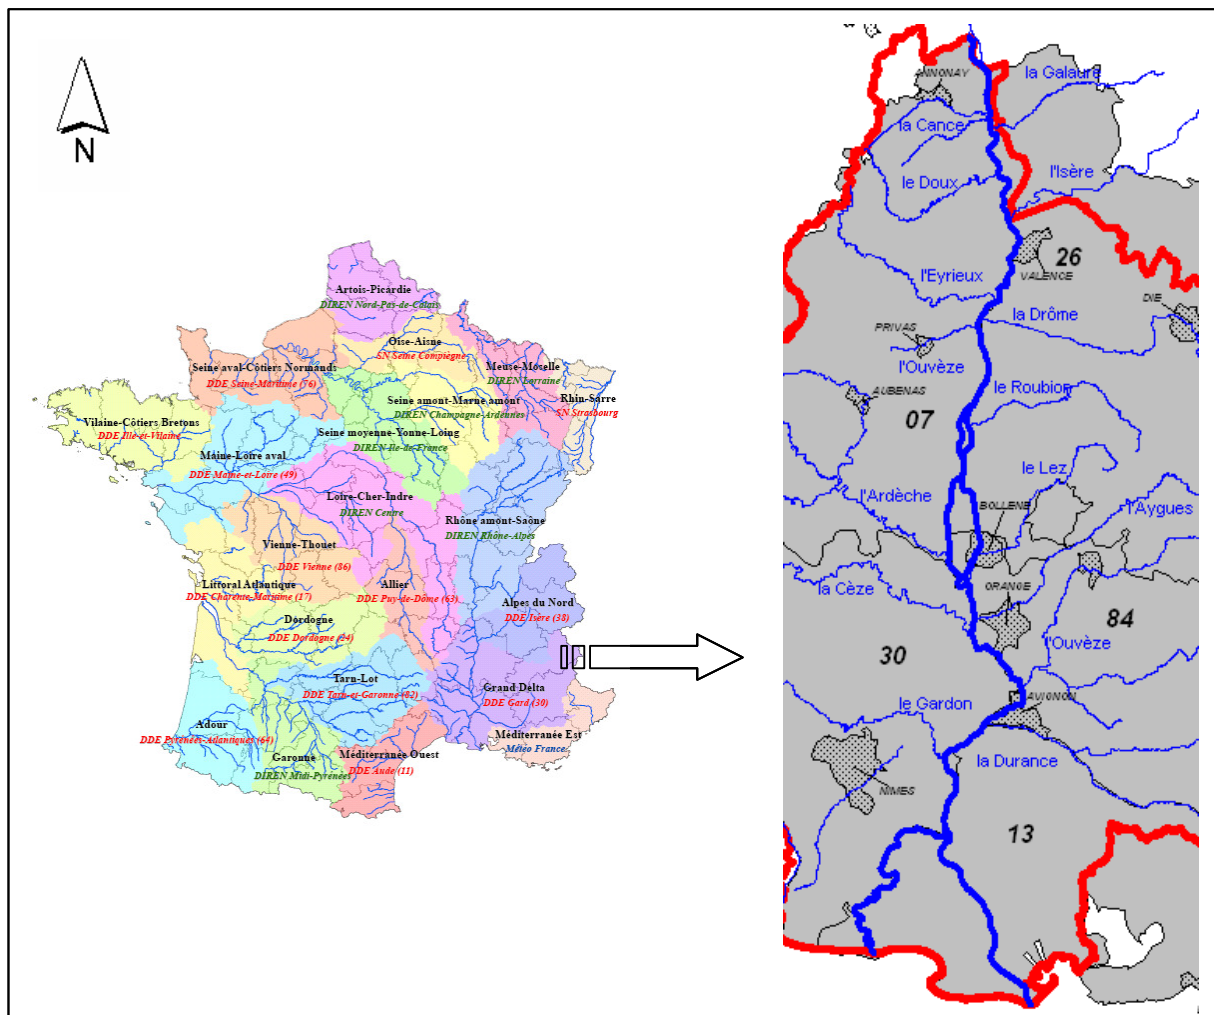 N
Artois-Picardie
DIREN Nord-Pas-de-Calais
Oise-Aisne
SN Seine Compiègne
Seine aval-Côtiers Normands
DDE Seine-Maritime (76)
Meuse-Moselle
DIREN Lorraine
Rhin-Sarre
SN Strasbourg
Seine amont-Marne amont
DIREN Champagne-Ardennes
Vilaine-Côtiers Bretons
DDE Ille-et-Vilaine
Seine moyenne-Yonne-Loing
DIREN Ile-de-France
Maine-Loire aval
DDE Maine-et-Loire (49)
Loire-Cher-Indre
DIREN Centre
Rhône amont-Saône
DIREN Rhône-Alpes
Vienne-Thouet
DDE Vienne (86)
Littoral Atlantique
DDE Charente-Maritime (17)
Allier
DDE Puy-de-Dôme (63)
Alpes du Nord
DDE Isère (38)
Dordogne
DDE Dordogne (24)
Tarn-Lot
DDE Tarn-et-Garonne (82)
Grand Delta
DDE Gard (30)
Adour
DDE Pyrénées-Atlantiques (64)
Garonne
DIREN Midi-Pyrénées
Méditerranée Ouest
DDE Aude (11)
Méditerranée Est
Météo France
ANNONAY
la Galaure
la Cance
le Doux
l'Isère
26
VALENCE
l'Eyrieux
DIE
la Drôme
PRIVAS
l'Ouvèze
AUBENAS
le Roubion
07
le Lez
l'Ardèche
BOLLENE
l'Aygues
la Cèze
ORANGE
84
l'Ouvèze
30
AVIGNON
le Gardon
la Durance
NIMES
13